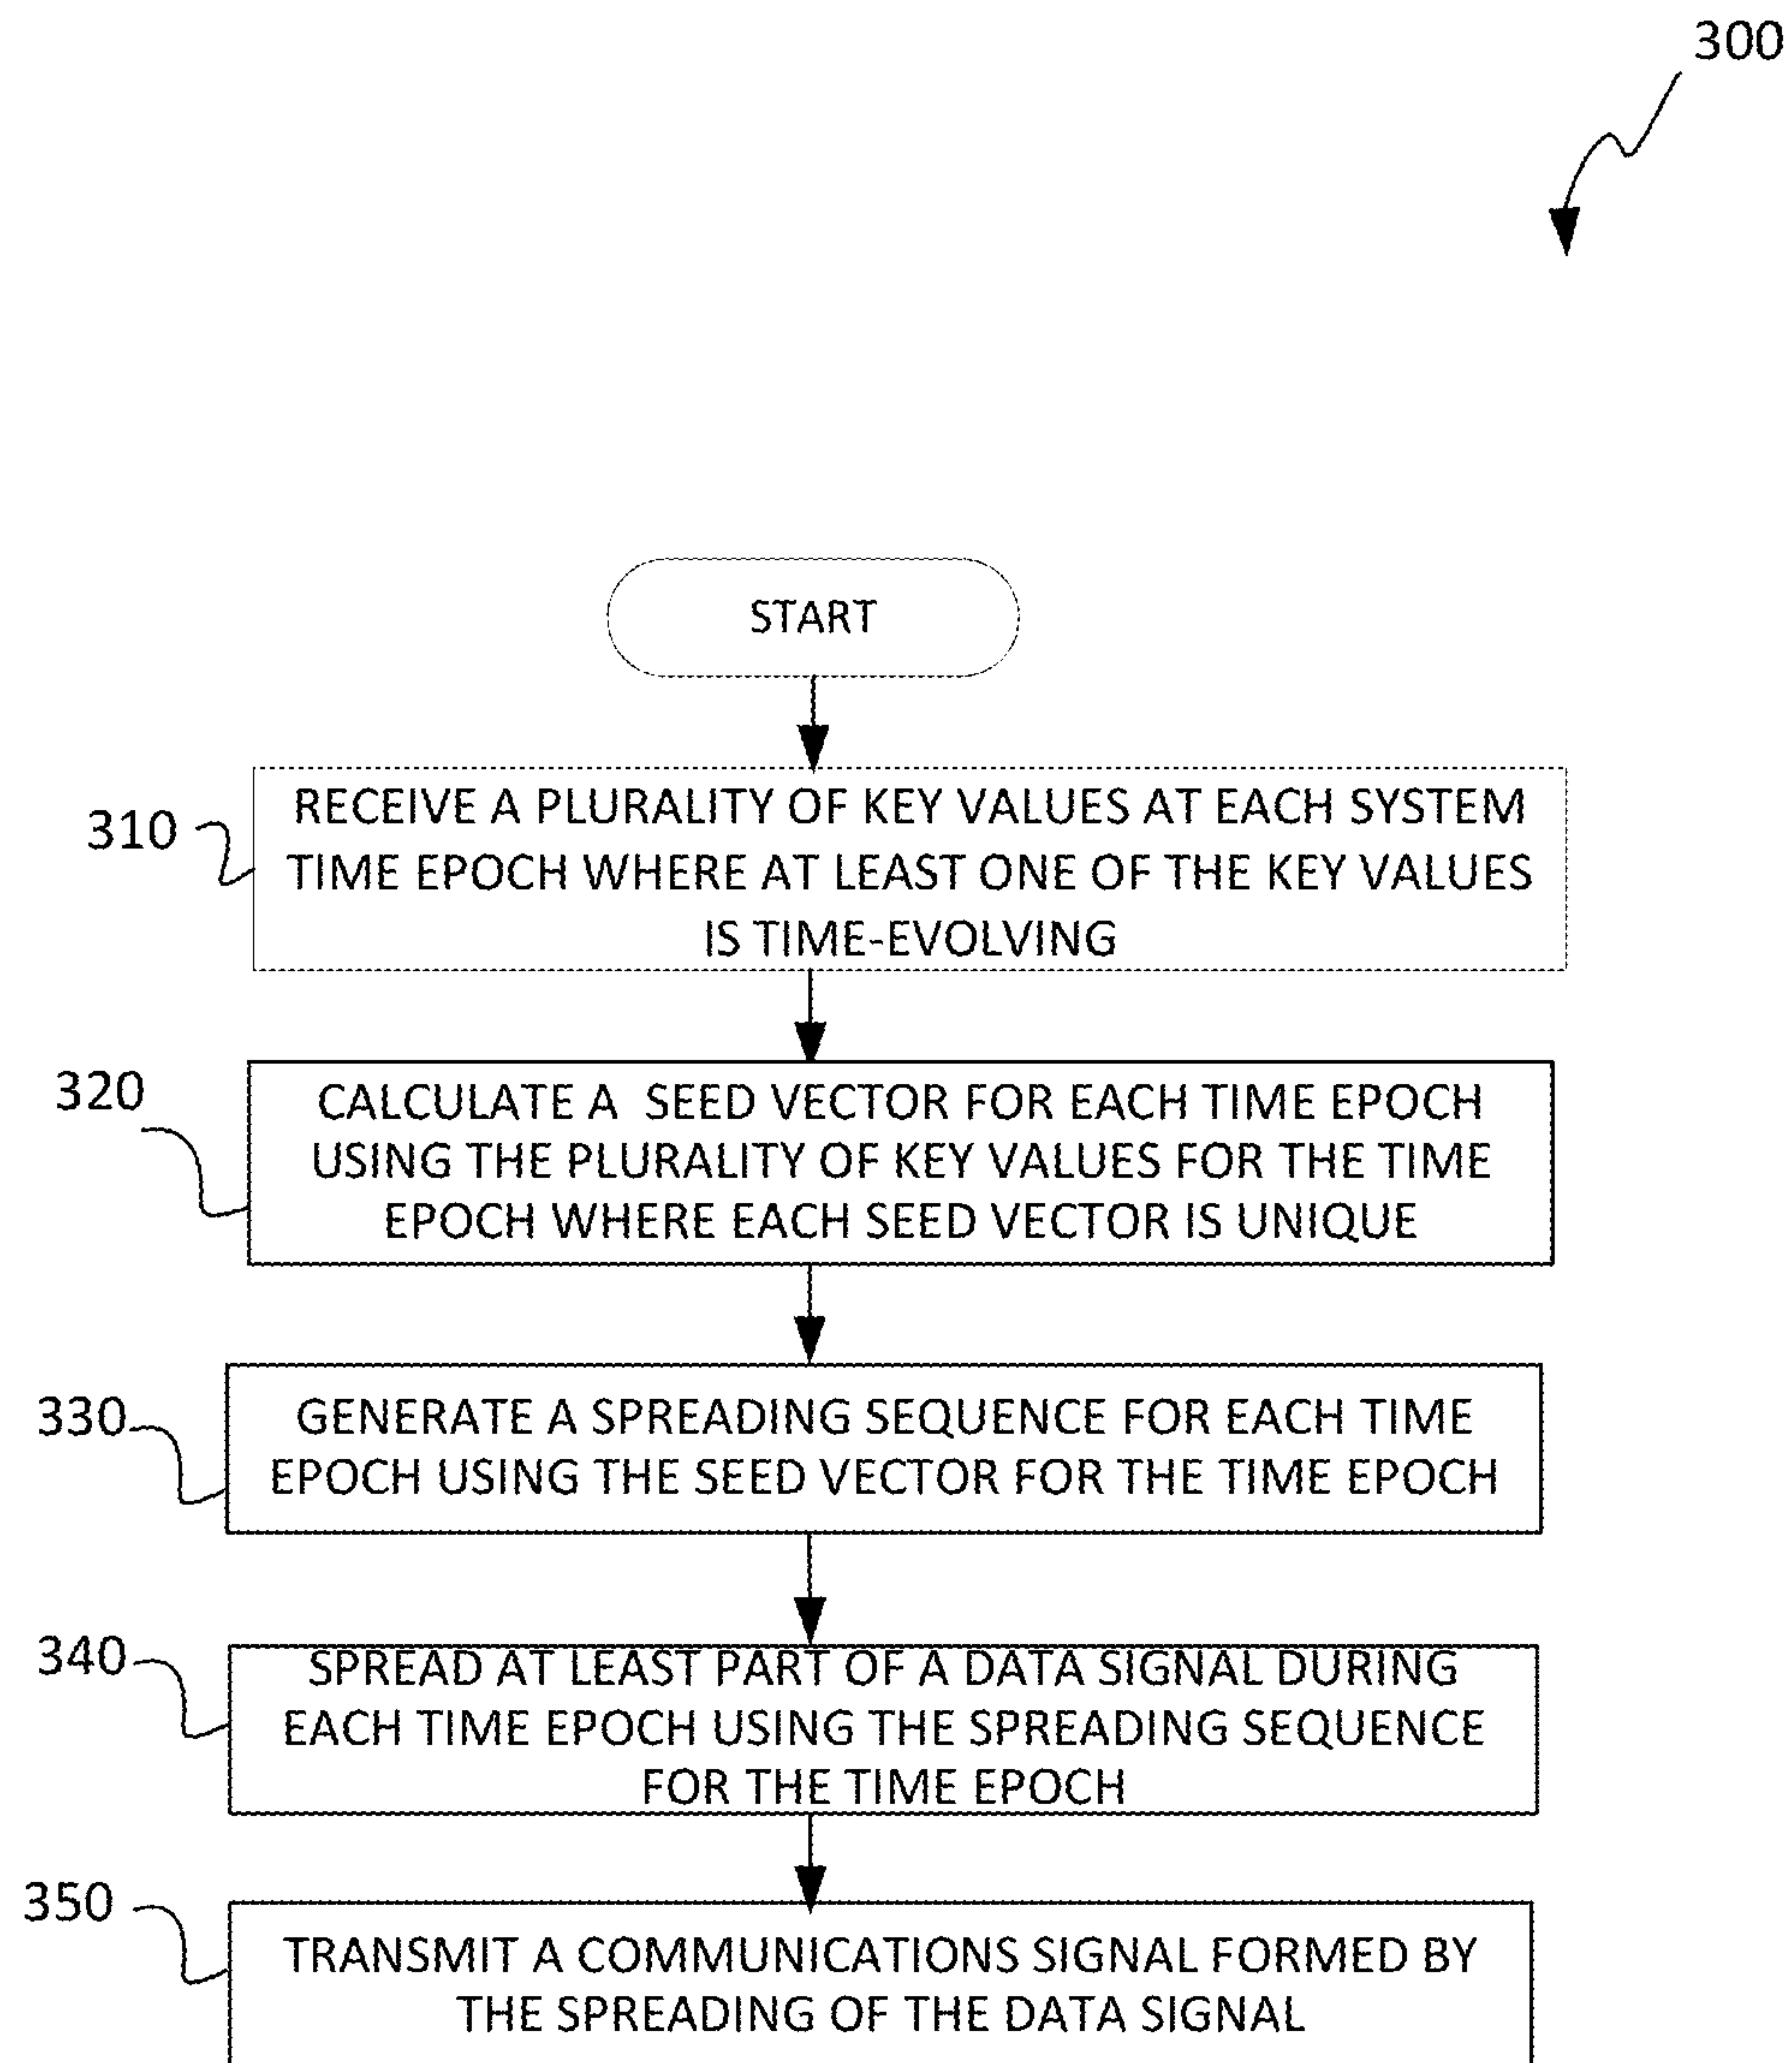 300
START
310
RECEIVE A PLURALITY OF KEY VALUES AT EACH SYSTEM
TIME EPOCH WHERE AT LEAST ONE OF THE KEY VALUES
IS TIME-EVOLVING
320
CALCULATE A SEED VECTOR FOR EACH TIME EPOCH
USING THE PLURALITY OF KEY VALUES FOR THE TIME
EPOCH WHERE EACH SEED VECTOR IS UNIQUE
330
GENERATE A SPREADING SEQUENCE FOR EACH TIME
EPOCH USING THE SEED VECTOR FOR THE TIME EPOCH
340
SPREAD AT LEAST PART OF A DATA SIGNAL DURING
EACH TIME EPOCH USING THE SPREADING SEQUENCE
FOR THE TIME EPOCH
350
TRANSMIT A COMMUNICATIONS SIGNAL FORMED BY
THE SPREADING OF THE DATA SIGNAL